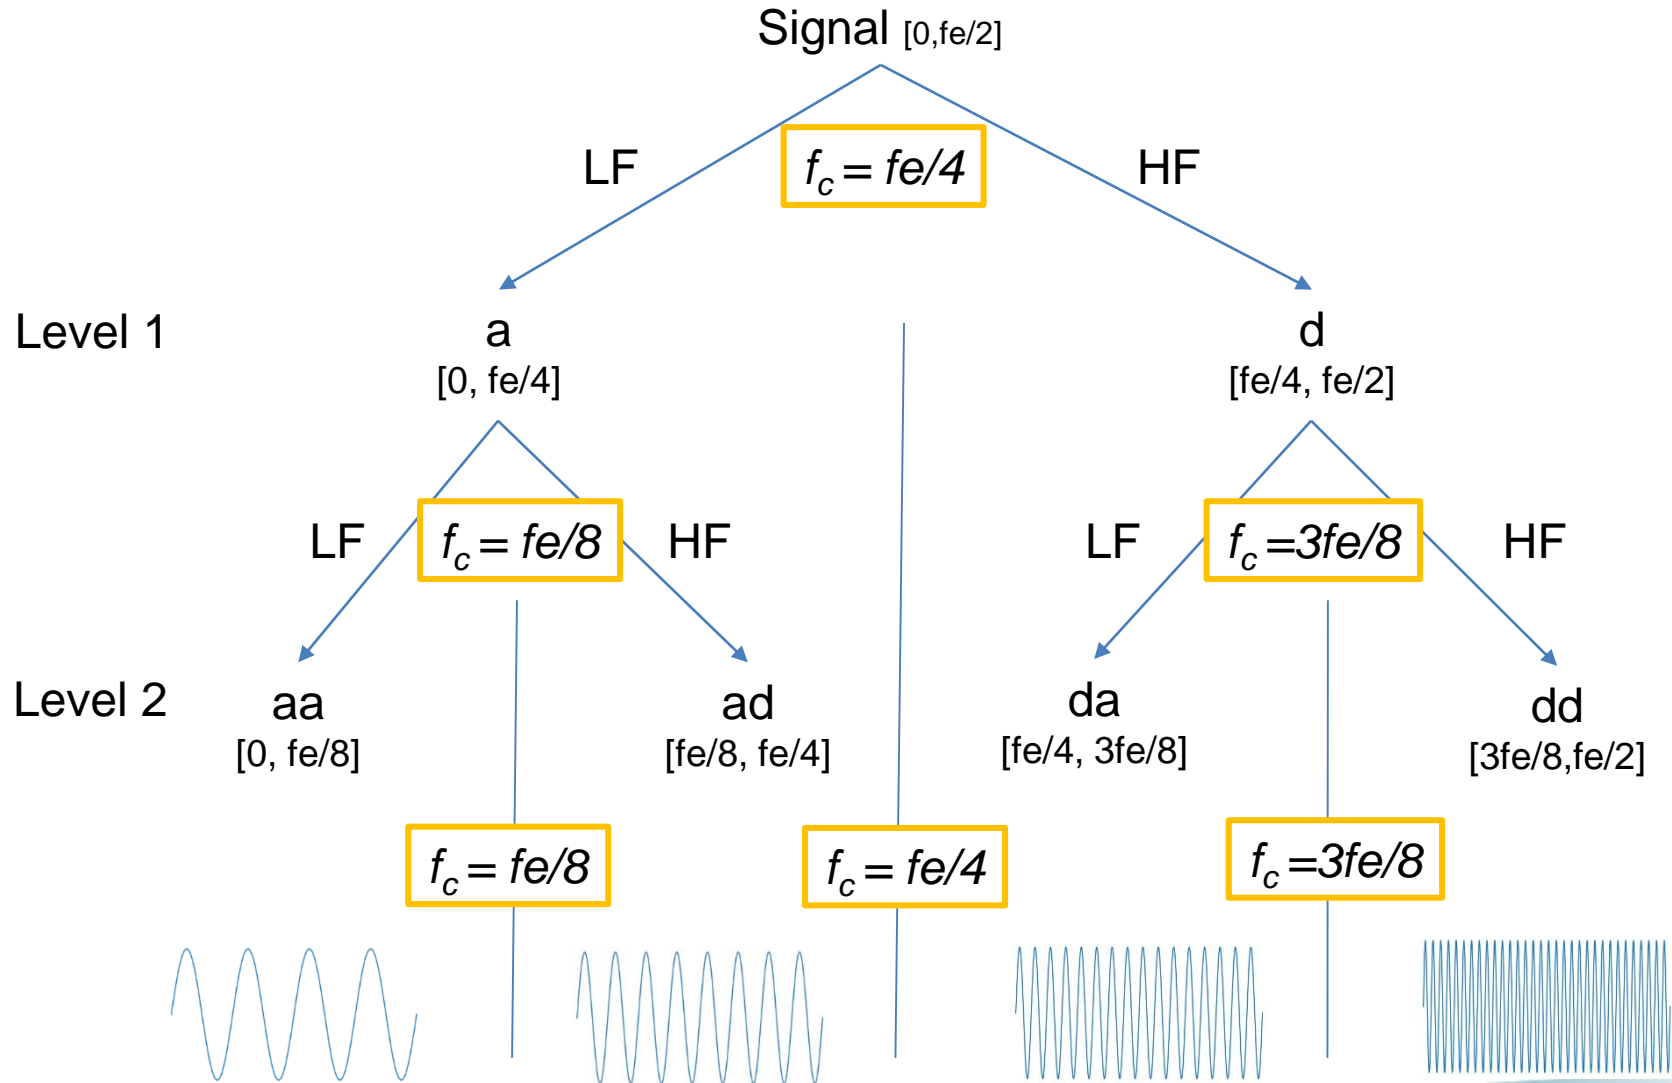 Signal [0,fe/2]
LF
fc = fe/4
HF
Level 1
a
[0, fe/4]
d
[fe/4, fe/2]
LF
fc = fe/8
HF
LF
fc =3fe/8
HF
Level 2
aa
[0, fe/8]
ad
[fe/8, fe/4]
da
[fe/4, 3fe/8]
dd
[3fe/8,fe/2]
fc = fe/8
fc = fe/4
fc =3fe/8